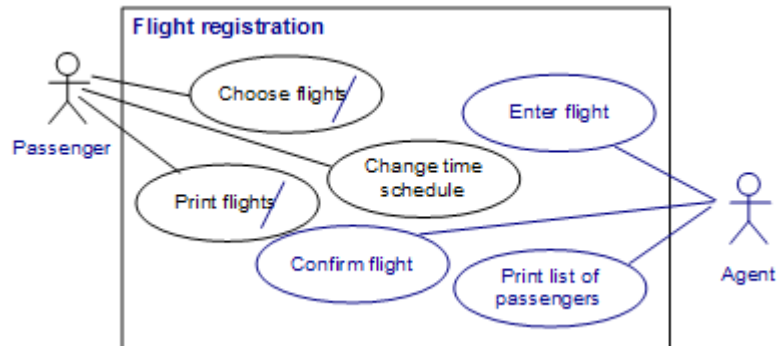 Flight registration
Choose flights
Enter flight
Passenger
Change time
schedule
Print flights
Confirm flight
Print list of
passengers
Agent